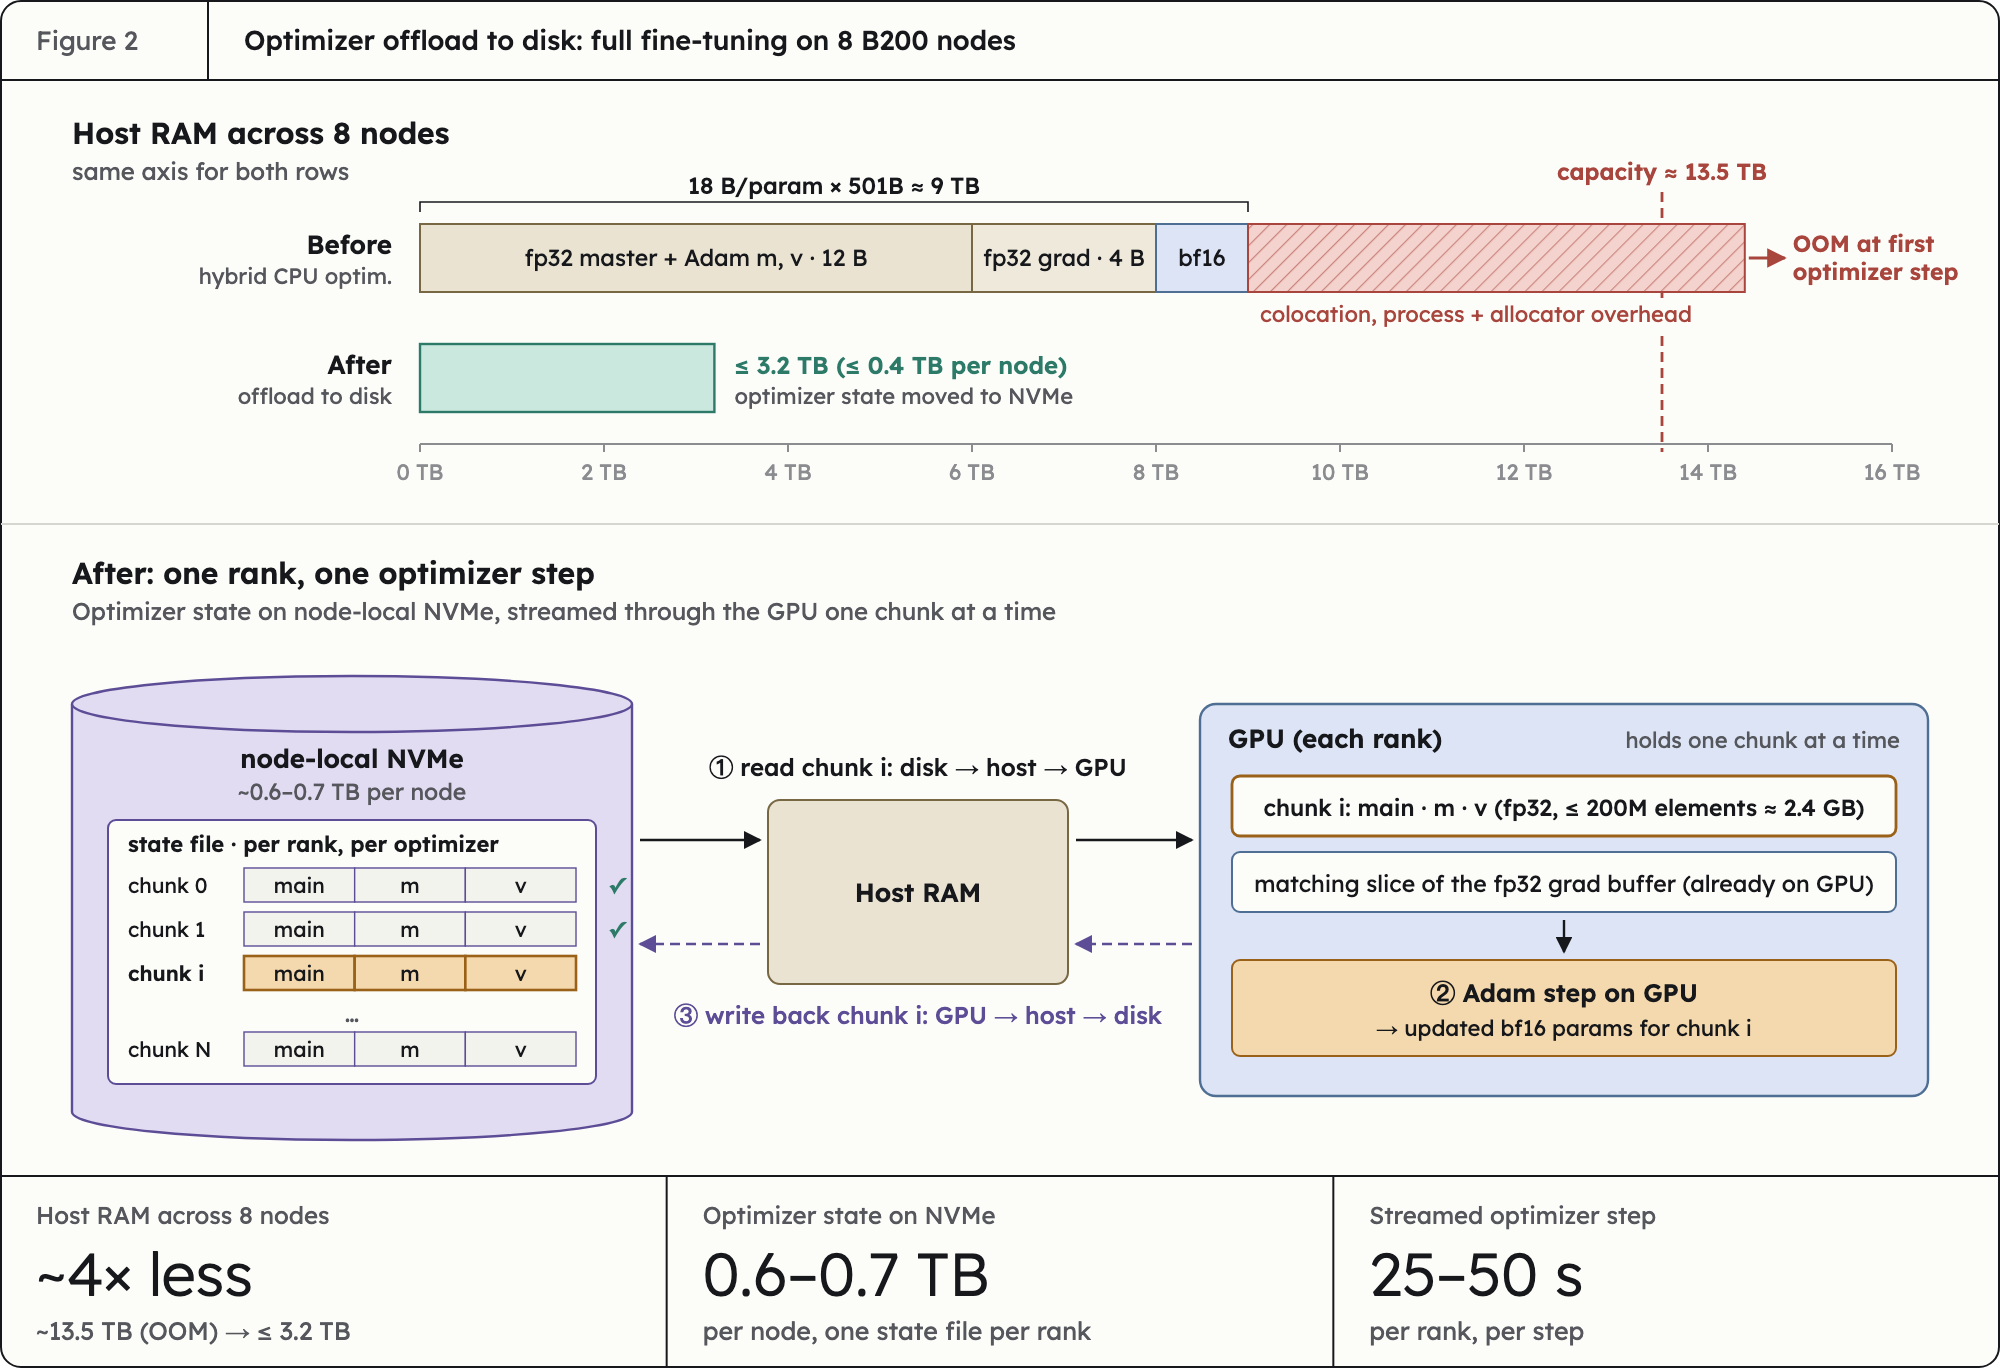 Figure 2
Optimizer offload to disk: full fine-tuning on 8 B200 nodes
Host RAM across 8 nodes
same axis for both rows
18 B/param × 501B ≈ 9 TB
capacity ≈ 13.5 TB
Before
hybrid CPU optim.
fp32 master + Adam m, v · 12 B
fp32 grad · 4 B
bf16
OOM at first
optimizer step
colocation, process + allocator overhead
After
offload to disk
≤ 3.2 TB (≤ 0.4 TB per node)
optimizer state moved to NVMe
0 TB
2 TB
4 TB
6 TB
8 TB
10 TB
12 TB
14 TB
16 TB
After: one rank, one optimizer step
Optimizer state on node-local NVMe, streamed through the GPU one chunk at a time
node-local NVMe
~0.6–0.7 TB per node
state file · per rank, per optimizer
chunk 0 main m v ✓
chunk 1 main m v ✓
chunk i main m v
...
chunk N main m v
① read chunk i: disk → host → GPU
Host RAM
③ write back chunk i: GPU → host → disk
GPU (each rank)
holds one chunk at a time
chunk i: main · m · v (fp32, ≤ 200M elements ≈ 2.4 GB)
matching slice of the fp32 grad buffer (already on GPU)
② Adam step on GPU
→ updated bf16 params for chunk i
Host RAM across 8 nodes
~4× less
~13.5 TB (OOM) → ≤ 3.2 TB
Optimizer state on NVMe
0.6–0.7 TB
per node, one state file per rank
Streamed optimizer step
25–50 s
per rank, per step